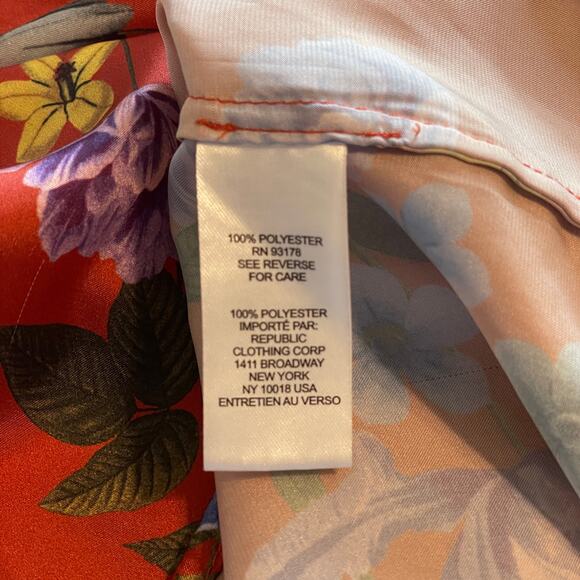 100% POLYESTER
RN 93178
SEE REVERSE
FOR CARE
100% POLYESTER
IMPORTÉ PAR:
REPUBLIC
CLOTHING CORP
1411 BROADWAY
NEW YORK
NY 10018 USA
ENTRETIEN AU VERSO